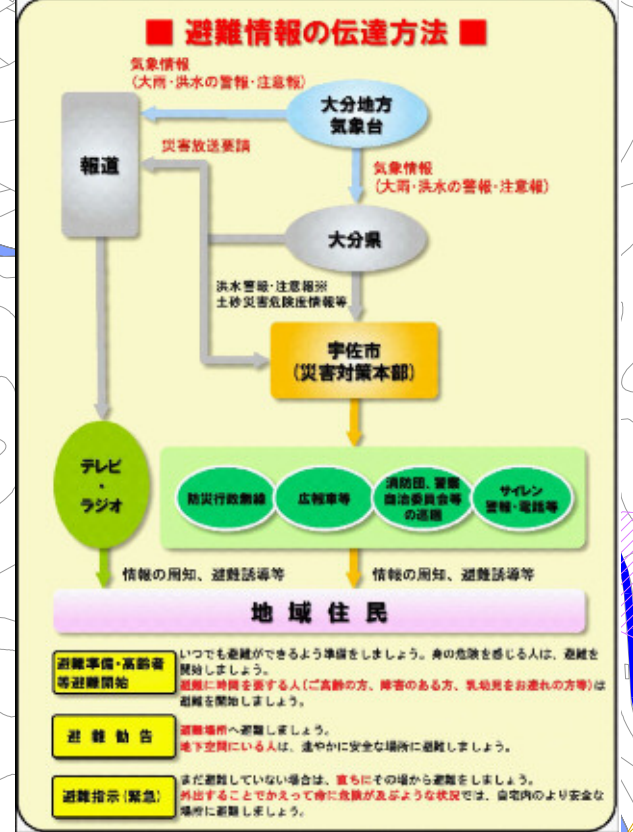 ■ 避難情報の伝達方法 ■
気象情報
(大雨・洪水の警報・注意報)
大分地方
気象台
報道
災害放送要請
気象情報
(大雨・洪水の警報・注意報)
大分県
洪水警報・注意報※
土砂災害危険度情報等
宇佐市
(災害対策本部)
テレビ
・
ラジオ
防災行政無線
広報車等
消防団、警察
自治委員会等
の巡回
サイレン
警報・電話等
情報の周知、避難誘導等
情報の周知、避難誘導等
地域住民
避難準備・高齢者
等避難開始
いつでも避難ができるよう準備をしましょう。身の危険を感じる人は、避難を
開始しましょう。
避難に時間を要する人(ご高齢の方、障害のある方、乳幼児をお連れの方等)は
避難を開始しましょう。
避難勧告
避難場所へ避難しましょう。
地下空間にいる人は、速やかに安全な場所に避難しましょう。
避難指示(緊急)
まだ避難していない場合は、直ちにその場から避難をしましょう。
外出することでかえって命に危険が及ぶような状況では、自宅内のより安全な
場所に避難しましょう。